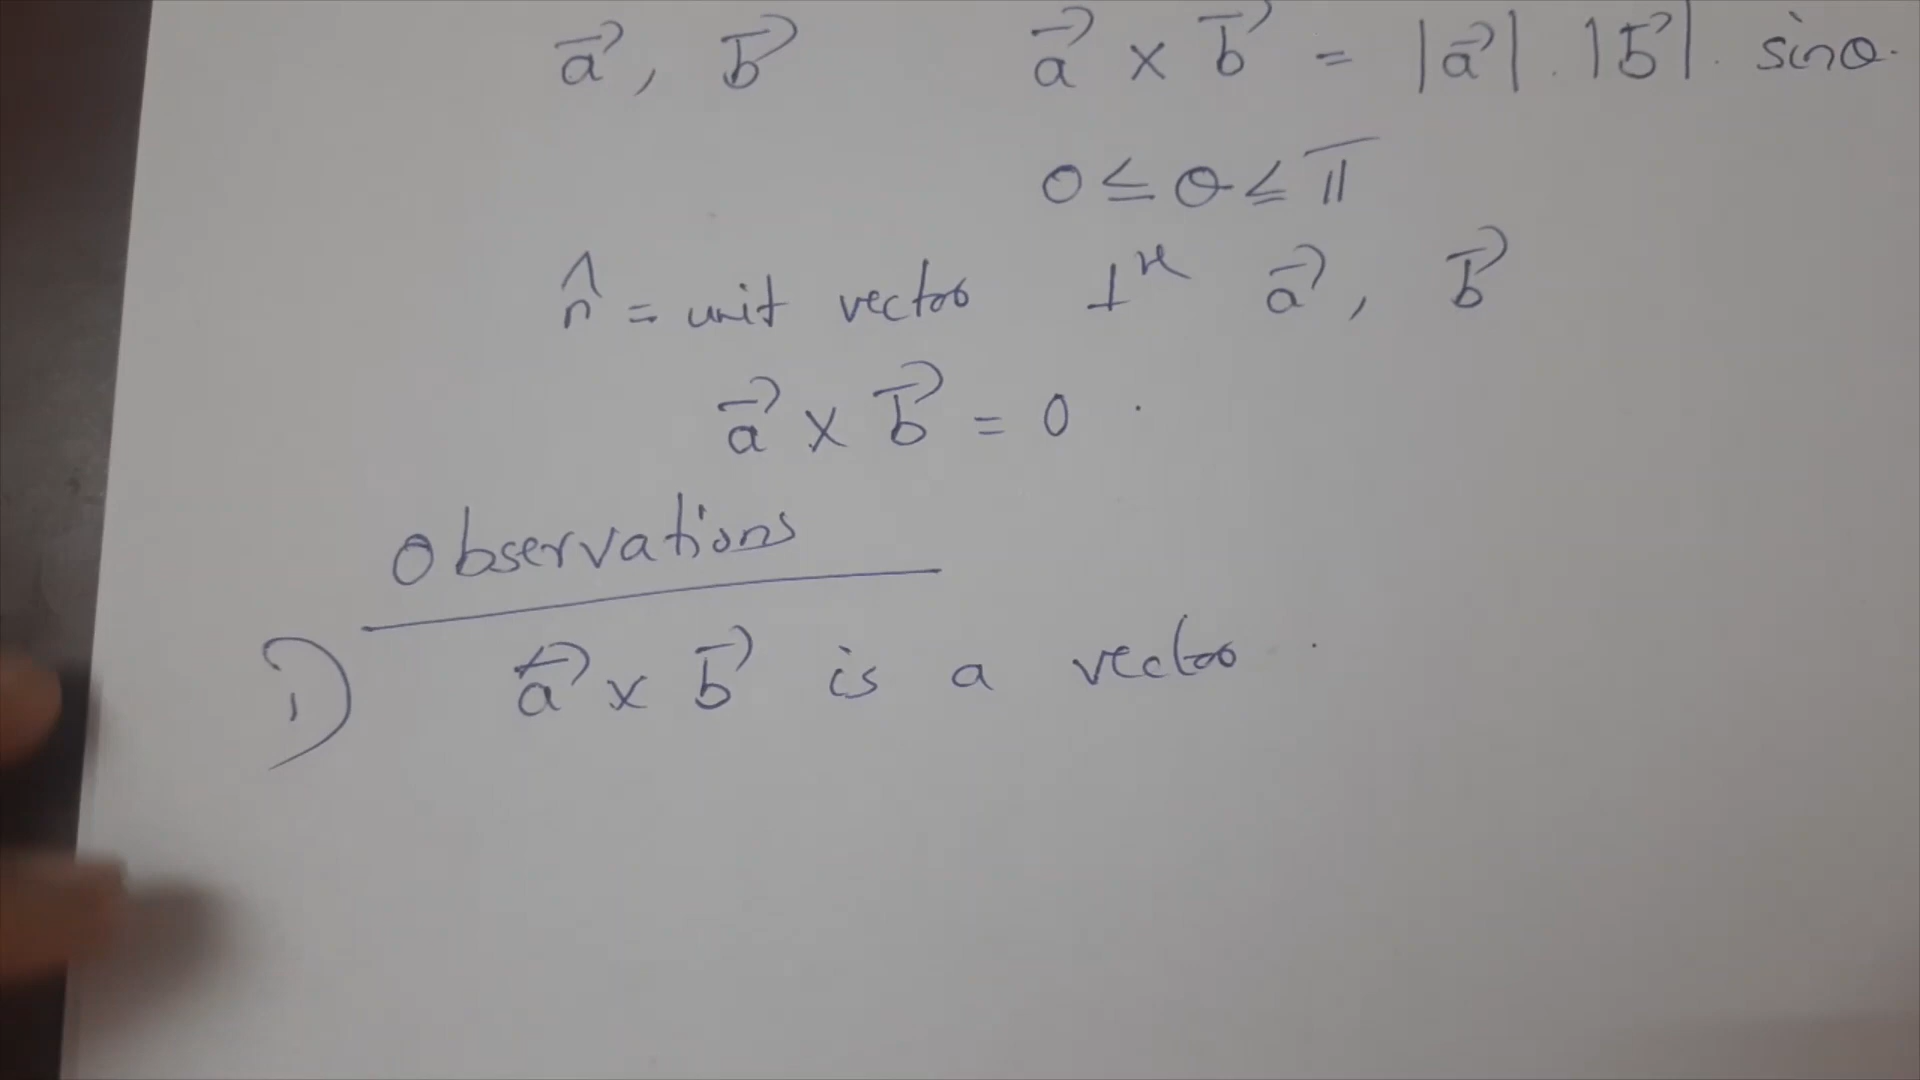 a⃗ , b⃗    a⃗ × b⃗ = |a⃗| . |b⃗| . sinθ.
0 ≤ θ ≤ π
n̂ = unit vector ⊥r a⃗ , b⃗
a⃗ × b⃗ = 0 .
Observations
1) a⃗ × b⃗ is a vector .